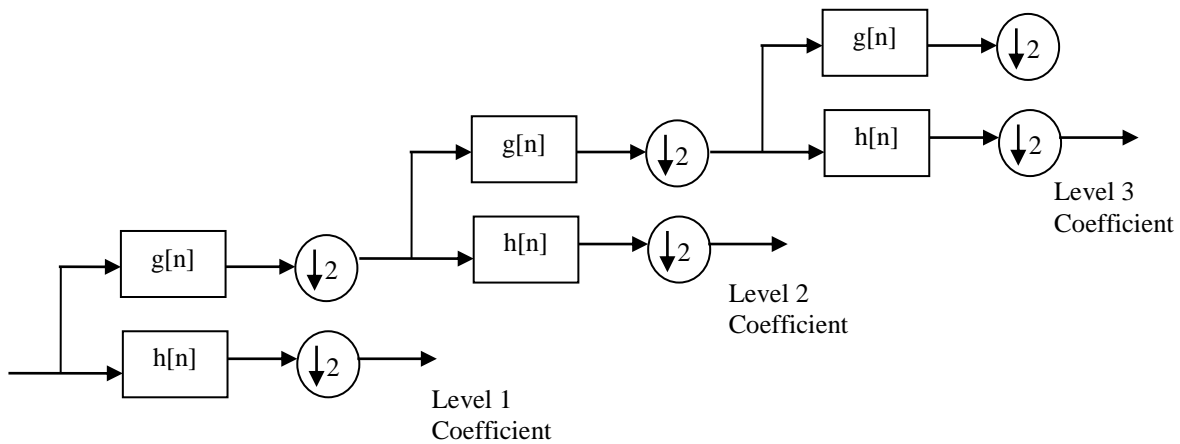 g[n]
2
g[n]
2
h[n]
2
Level 3
Coefficient
g[n]
2
h[n]
2
Level 2
Coefficient
h[n]
2
Level 1
Coefficient